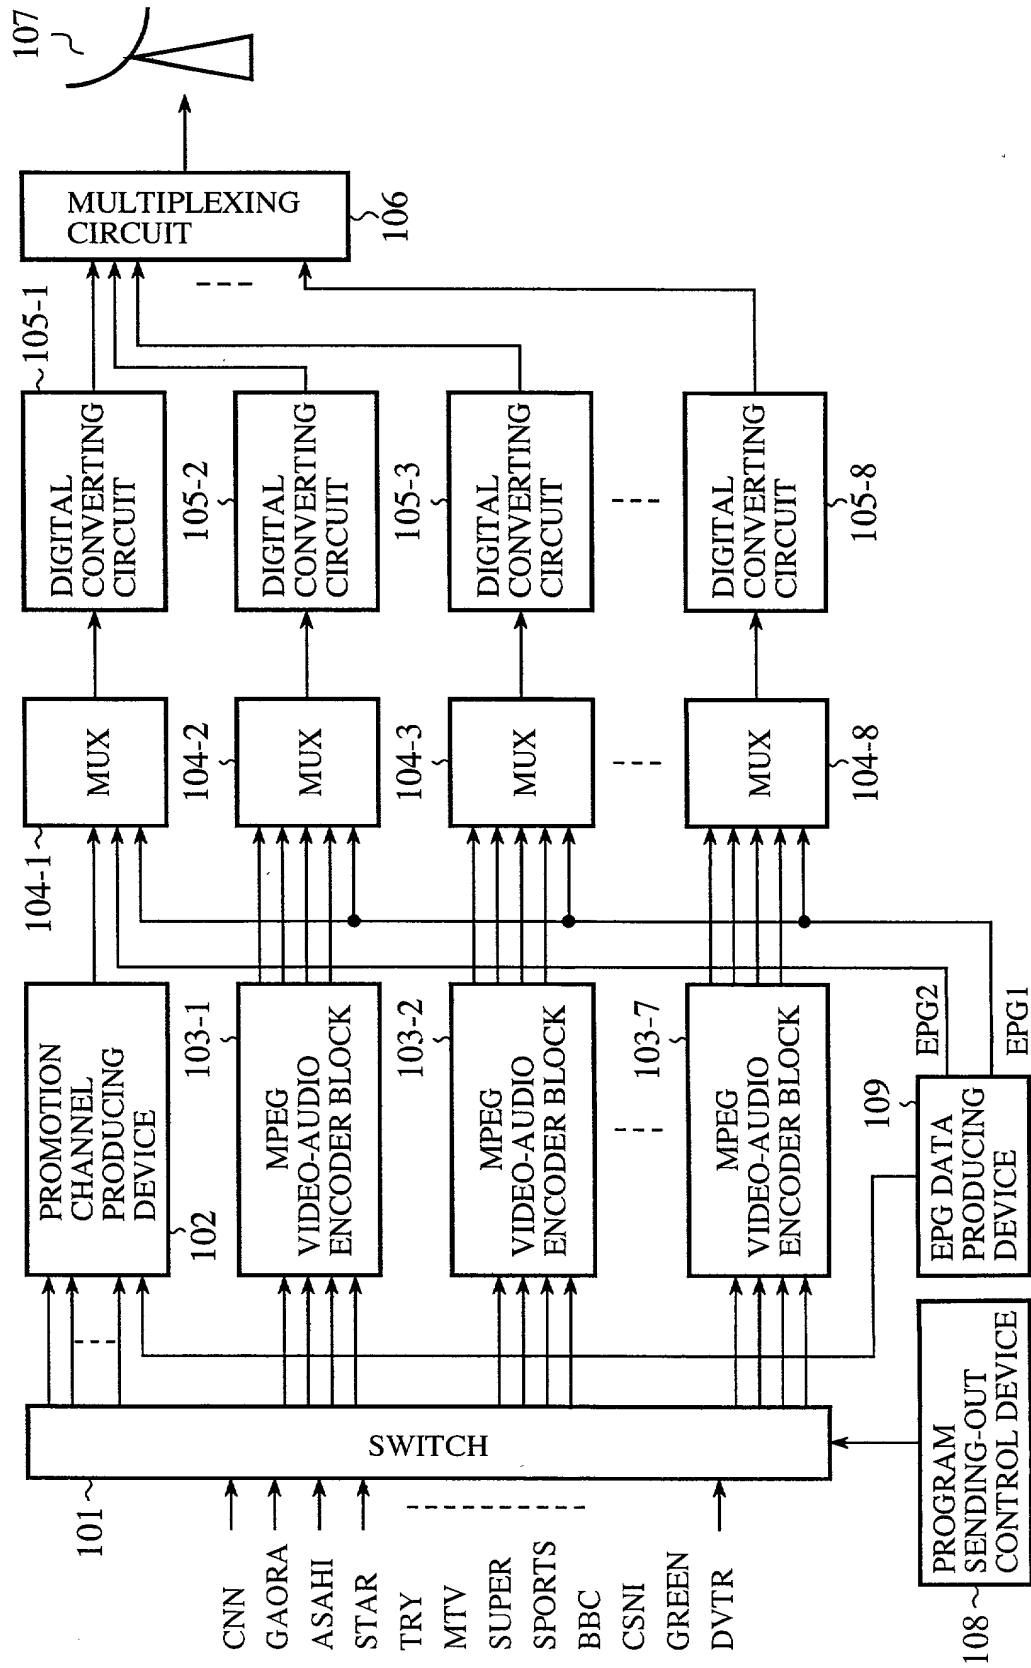 CNN
GAORA
ASAHI
STAR
TRY
MTV
SUPER
SPORTS
BBC
CSNI
GREEN
DVTR
101
SWITCH
108
PROGRAM
SENDING-OUT
CONTROL DEVICE
PROMOTION
CHANNEL
PRODUCING
DEVICE
102
103-1
MPEG
VIDEO-AUDIO
ENCODER BLOCK
103-2
MPEG
VIDEO-AUDIO
ENCODER BLOCK
103-7
MPEG
VIDEO-AUDIO
ENCODER BLOCK
109
EPG DATA
PRODUCING
DEVICE
EPG2
EPG1
104-1
MUX
104-2
MUX
104-3
MUX
104-8
MUX
105-1
DIGITAL
CONVERTING
CIRCUIT
105-2
DIGITAL
CONVERTING
CIRCUIT
105-3
DIGITAL
CONVERTING
CIRCUIT
105-8
DIGITAL
CONVERTING
CIRCUIT
MULTIPLEXING
CIRCUIT
106
107